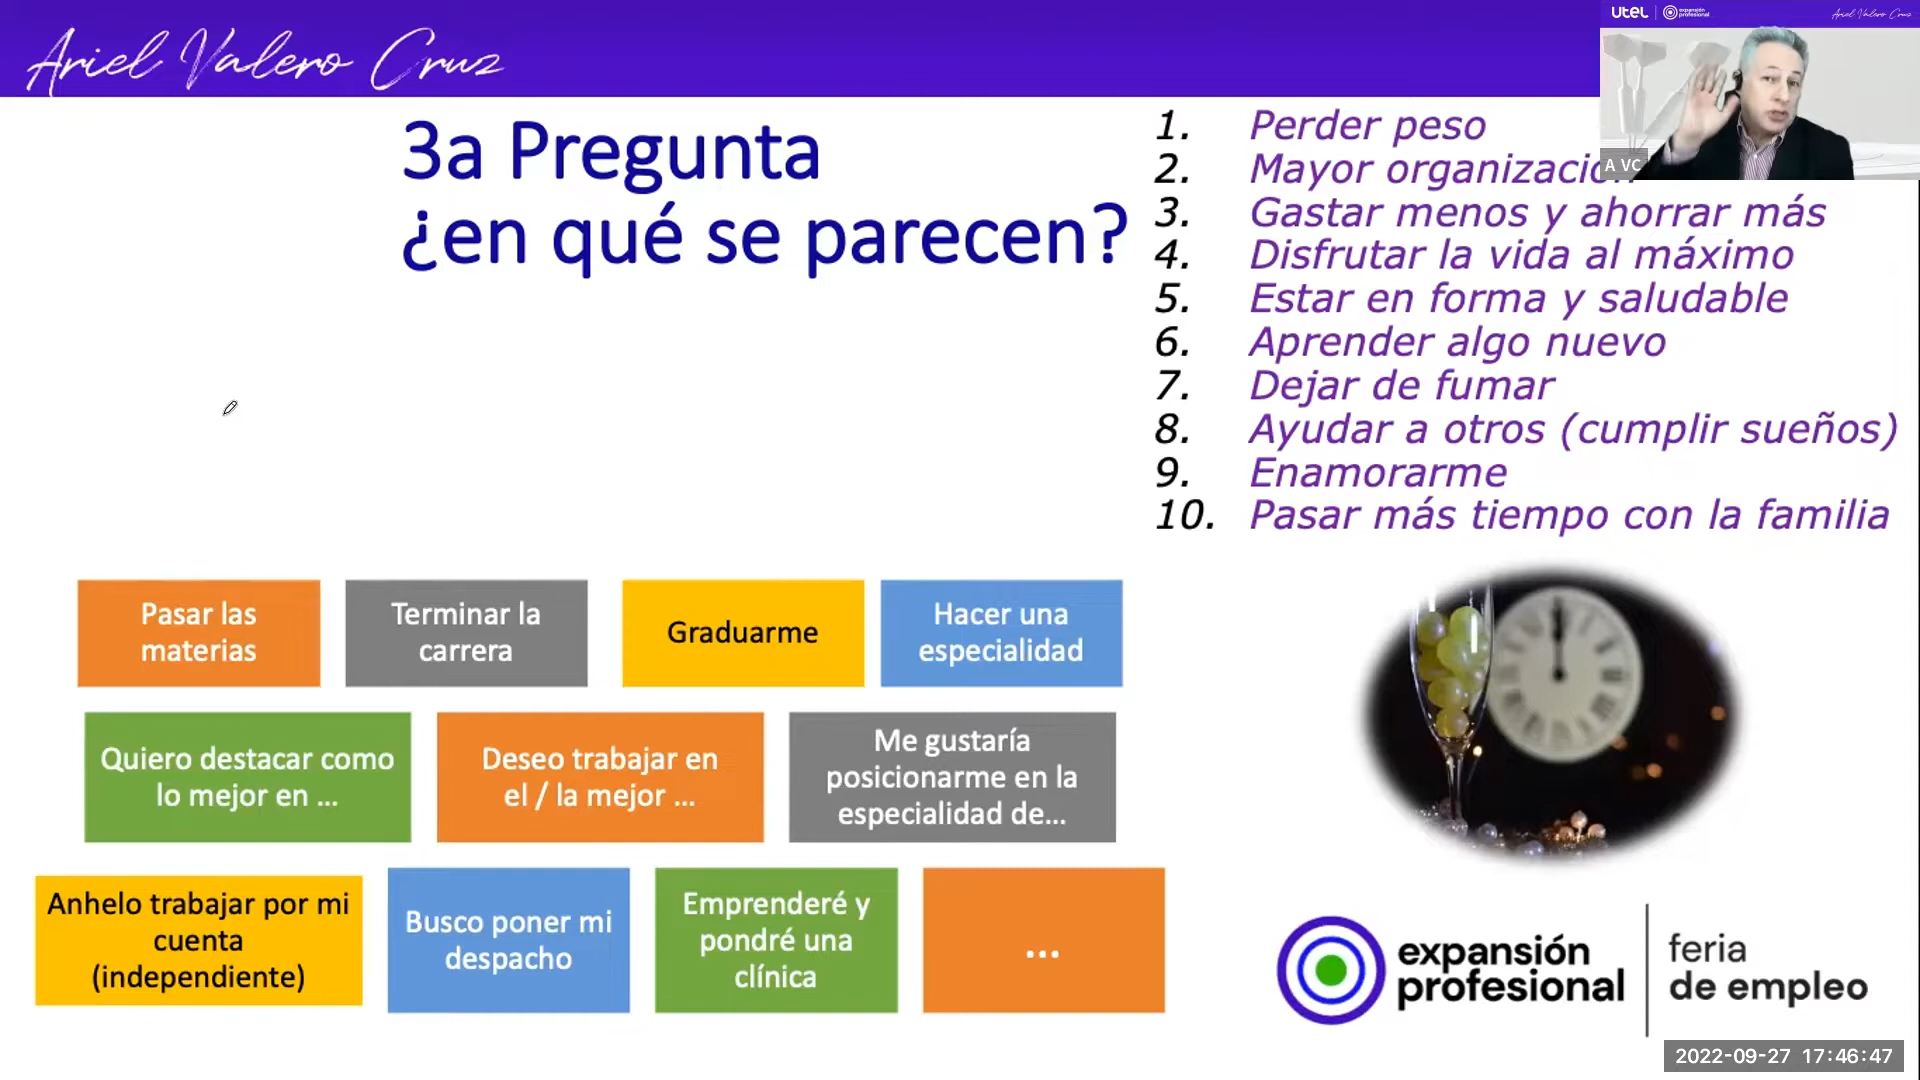 Ariel Valero Cruz
utel expansión profesional Ariel Valero Cruz
A VC
3a Pregunta
¿en qué se parecen?
1. Perder peso
2. Mayor
3. Gastar menos y ahorrar más
4. Disfrutar la vida al máximo
5. Estar en forma y saludable
6. Aprender algo nuevo
7. Dejar de fumar
8. Ayudar a otros (cumplir sueños)
9. Enamorarme
10. Pasar más tiempo con la familia
Pasar las
materias
Terminar la
carrera
Graduarme
Hacer una
especialidad
Quiero destacar como
lo mejor en ...
Deseo trabajar en
el / la mejor ...
Me gustaría
posicionarme en la
especialidad de...
Anhelo trabajar por mi
cuenta
(independiente)
Busco poner mi
despacho
Emprenderé y
pondré una
clínica
...
expansión
profesional
feria
de empleo
2022-09-27 17:46:47